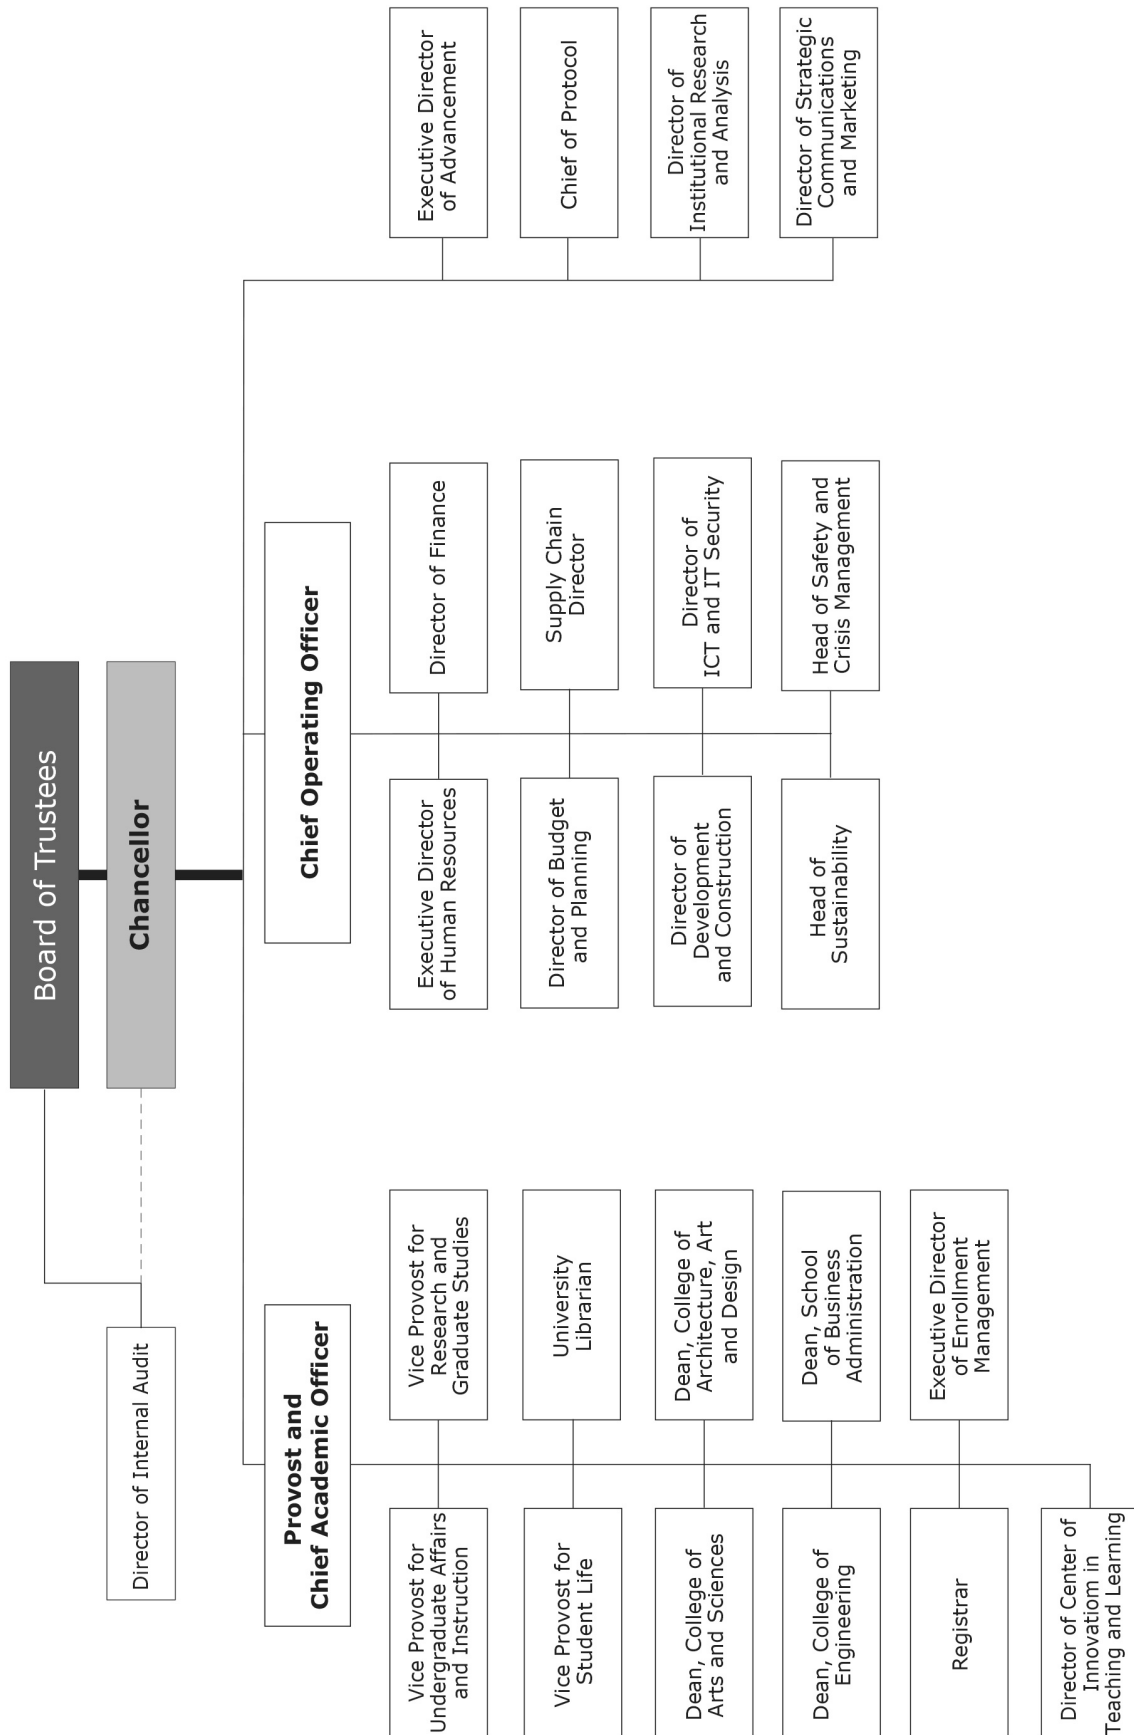 Board of Trustees
Chancellor
Director of Internal Audit
Provost and
Chief Academic Officer
Vice Provost for
Undergraduate Affairs
and Instruction
Vice Provost for
Research and
Graduate Studies
Vice Provost for
Student Life
University
Librarian
Dean, College of
Arts and Sciences
Dean, College of
Architecture, Art
and Design
Dean, College of
Engineering
Dean, School
of Business
Administration
Registrar
Executive Director
of Enrollment
Management
Director of Center of
Innovatiom in
Teaching and Learning
Chief Operating Officer
Executive Director
of Human Resources
Director of Finance
Director of Budget
and Planning
Supply Chain
Director
Director of
Development
and Construction
Director of
ICT and IT Security
Head of
Sustainability
Head of Safety and
Crisis Management
Executive Director
of Advancement
Chief of Protocol
Director of
Institutional Research
and Analysis
Director of Strategic
Communications
and Marketing